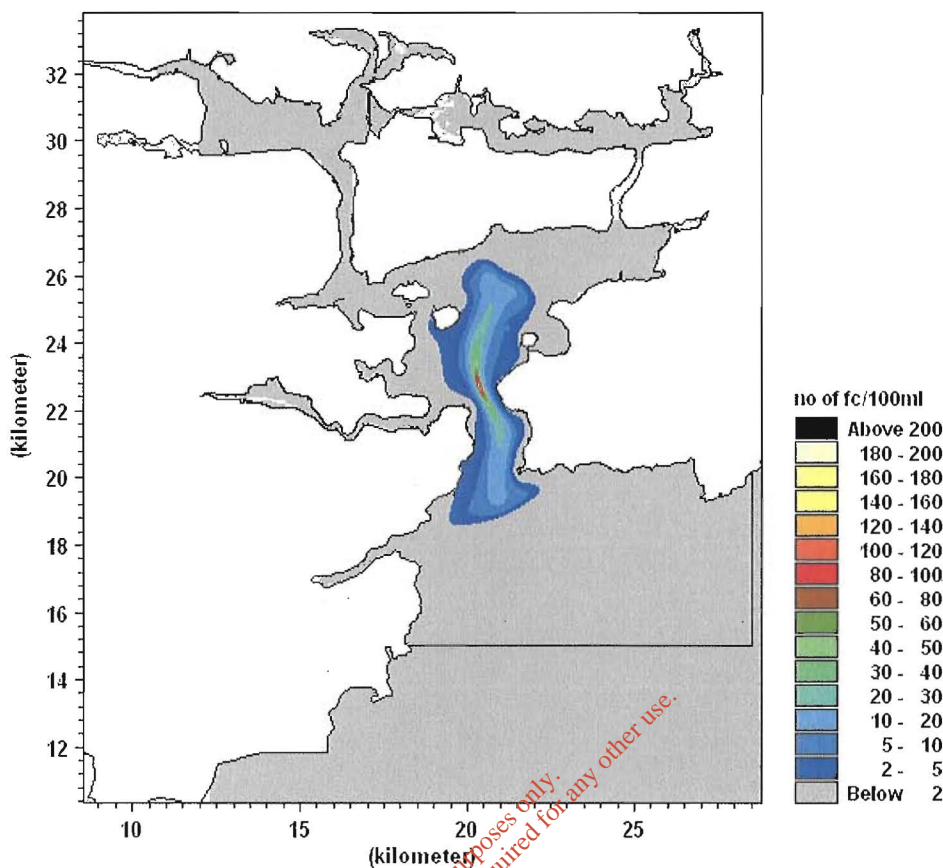 32
30
28
26
24
22
20
18
16
14
12
(kilometer)
10
15
20
25
(kilometer)
no of fc/100ml
Above 200
180 - 200
160 - 180
140 - 160
120 - 140
100 - 120
80 - 100
60 - 80
50 - 60
40 - 50
30 - 40
20 - 30
10 - 20
5 - 10
2 - 5
Below 2
purposes only.
required for any other use.